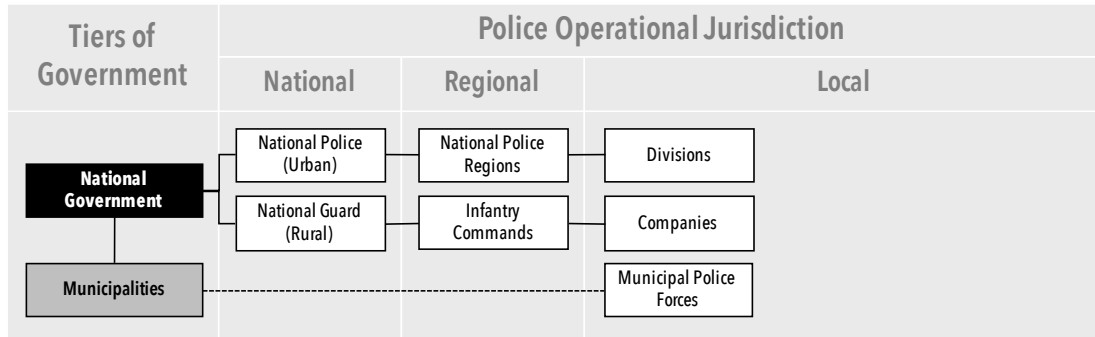 Tiers of
Government
Police Operational Jurisdiction
National
Regional
Local
National
Government
National Police
(Urban)
National Police
Regions
Divisions
National Guard
(Rural)
Infantry
Commands
Companies
Municipalities
Municipal Police
Forces